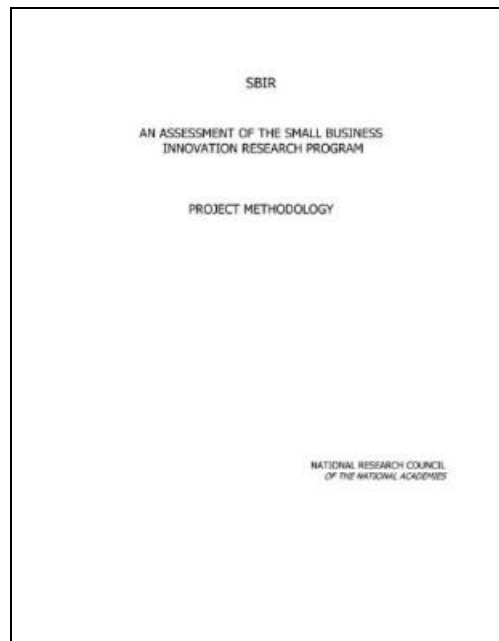 SBIR
AN ASSESSMENT OF THE SMALL BUSINESS
INNOVATION RESEARCH PROGRAM
PROJECT METHODOLOGY
NATIONAL RESEARCH COUNCIL
OF THE NATIONAL ACADEMIES